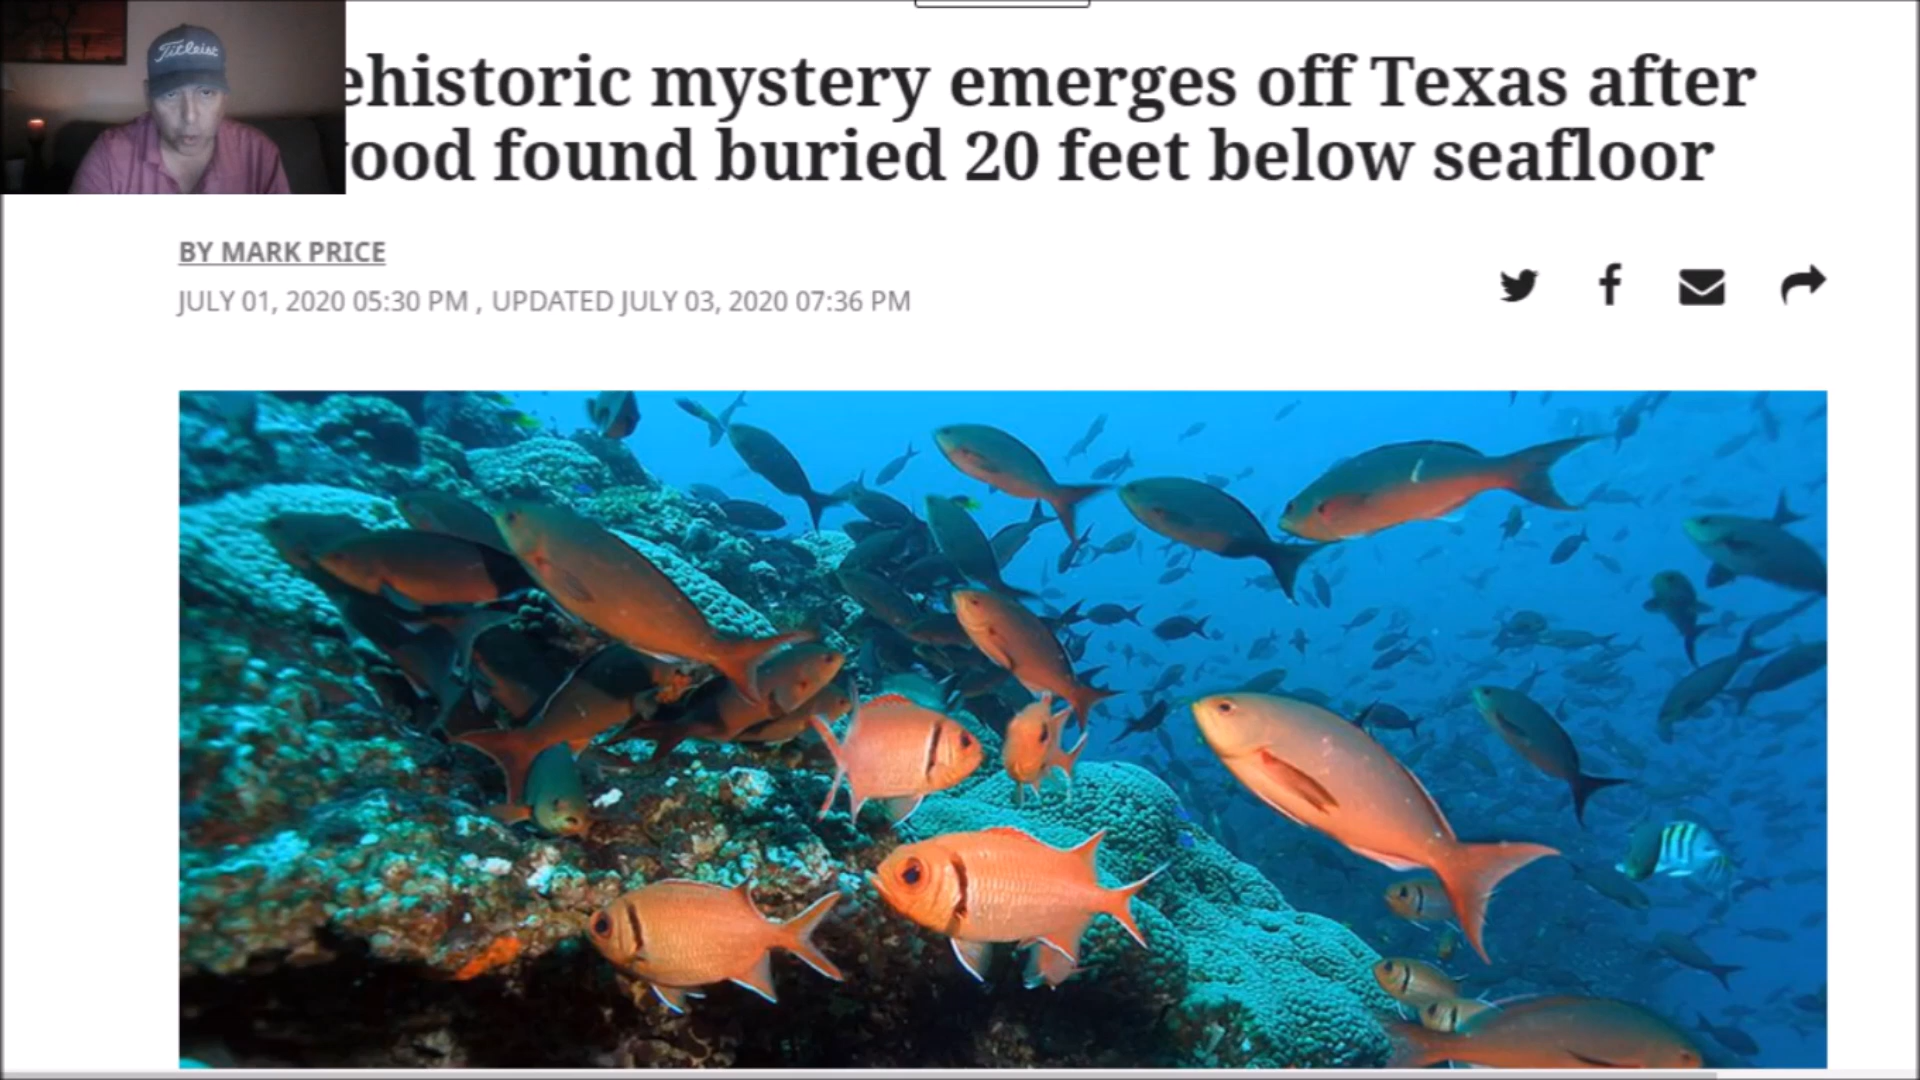 Titleist
ehistoric mystery emerges off Texas after
ood found buried 20 feet below seafloor
BY MARK PRICE
JULY 01, 2020 05:30 PM , UPDATED JULY 03, 2020 07:36 PM